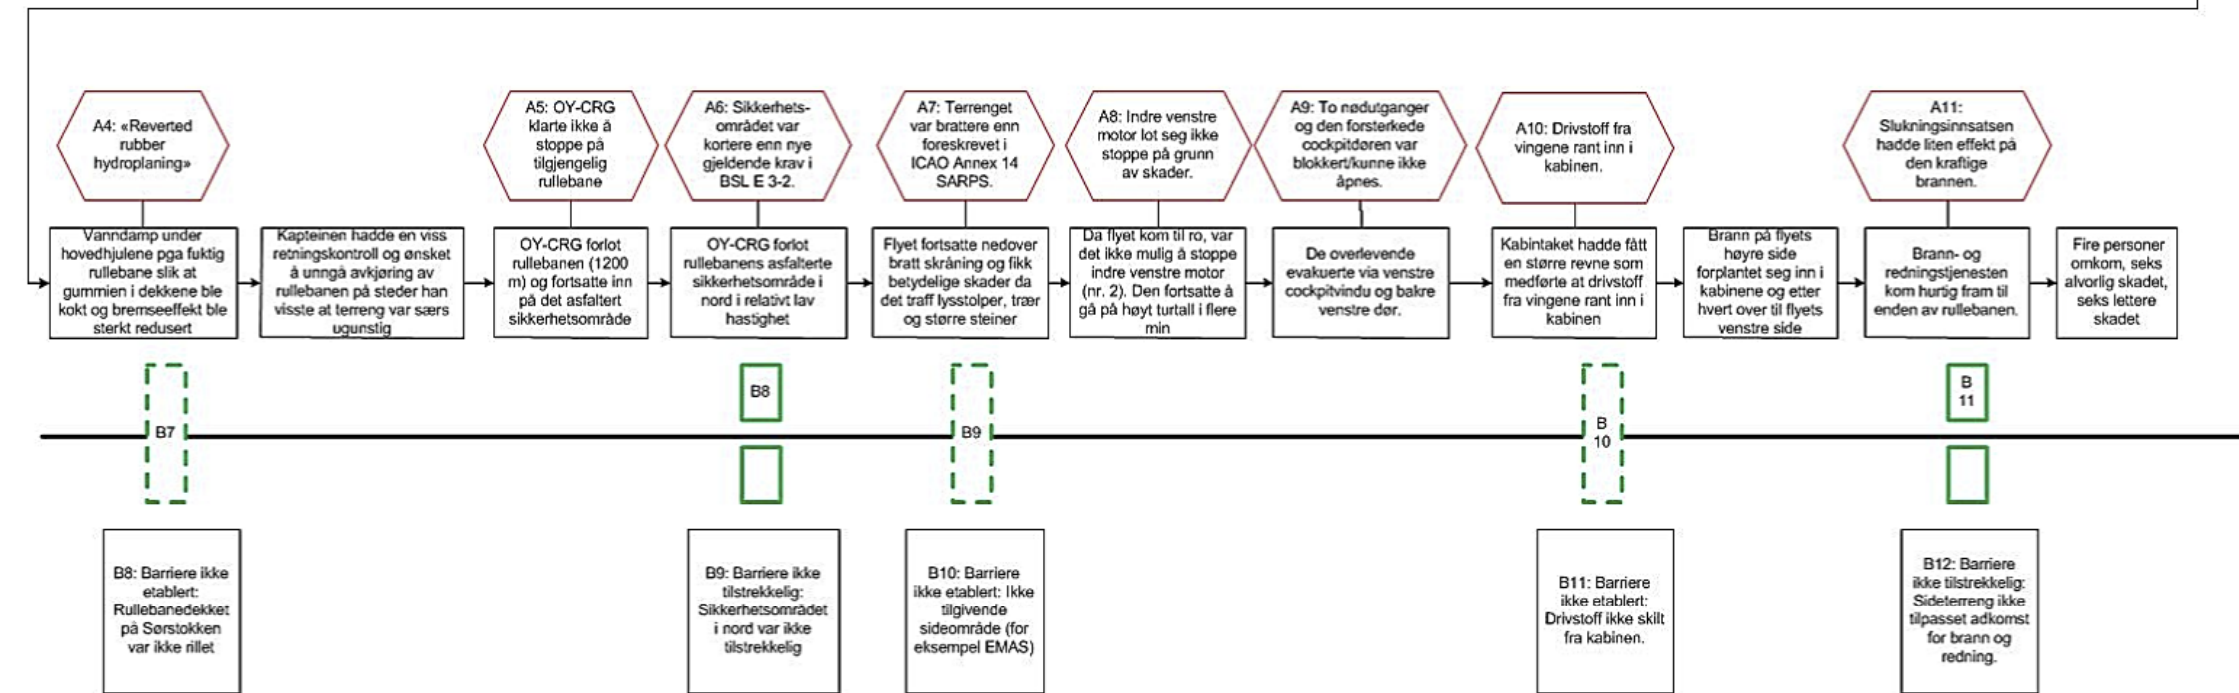 A4: «Reverted
rubber
hydroplaning»
A5: OY-CRG
klarte ikke å
stoppe på
tilgjengelig
rullebane
A6: Sikkerhets-
området var
kortere enn nye
gjeldende krav i
BSL E 3-2.
A7: Terrenget
var brattere enn
foreskrevet i
ICAO Annex 14
SARPS.
A8: Indre venstre
motor lot seg ikke
stoppe på grunn
av skader.
A9: To nødutganger
og den forsterkede
cockpitdøren var
blokkert/kunne ikke
åpnes.
A10: Drivstoff fra
vingene rant inn i
kabinen.
A11:
Slukningsinnsatsen
hadde liten effekt på
den kraftige
brannen.
Vanndamp under
hovedhjulene pga fuktig
rullebane slik at
gummien i dekkene ble
kokt og bremseeffekt ble
sterkt redusert
Kapteinen hadde en viss
retningskontroll og ønsket
å unngå avkjøring av
rullebanen på steder han
visste at terreng var særs
ugunstig
OY-CRG forlot
rullebanen (1200
m) og fortsatte inn
på det asfaltert
sikkerhetsområde
OY-CRG forlot
rullebanens asfalterte
sikkerhetsområde i
nord i relativt lav
hastighet
Flyet fortsatte nedover
bratt skråning og fikk
betydelige skader da
det traff lysstolper, trær
og større steiner
Da flyet kom til ro, var
det ikke mulig å stoppe
indre venstre motor
(nr. 2). Den fortsatte å
gå på høyt turtall i flere
min
De overlevende
evakuerte via venstre
cockpitvindu og bakre
venstre dør.
Kabintaket hadde fått
en større revne som
medførte at drivstoff
fra vingene rant inn i
kabinen
Brann på flyets
høyre side
forplantet seg inn i
kabinene og etter
hvert over til flyets
venstre side
Brann- og
redningstjenesten
kom hurtig fram til
enden av rullebanen.
Fire personer
omkom, seks
alvorlig skadet,
seks lettere
skadet
B7
B8
B9
B
10
B
11
B8: Barriere ikke
etablert:
Rullebanedekket
på Sørstokken
var ikke rillet
B9: Barriere ikke
tilstrekkelig:
Sikkerhetsområdet
i nord var ikke
tilstrekkelig
B10: Barriere
ikke etablert: Ikke
tilgivende
sideområde (for
eksempel EMAS)
B11: Barriere
ikke etablert:
Drivstoff ikke skilt
fra kabinen.
B12: Barriere
ikke tilstrekkelig:
Sideterreng ikke
tilpasset adkomst
for brann og
redning.